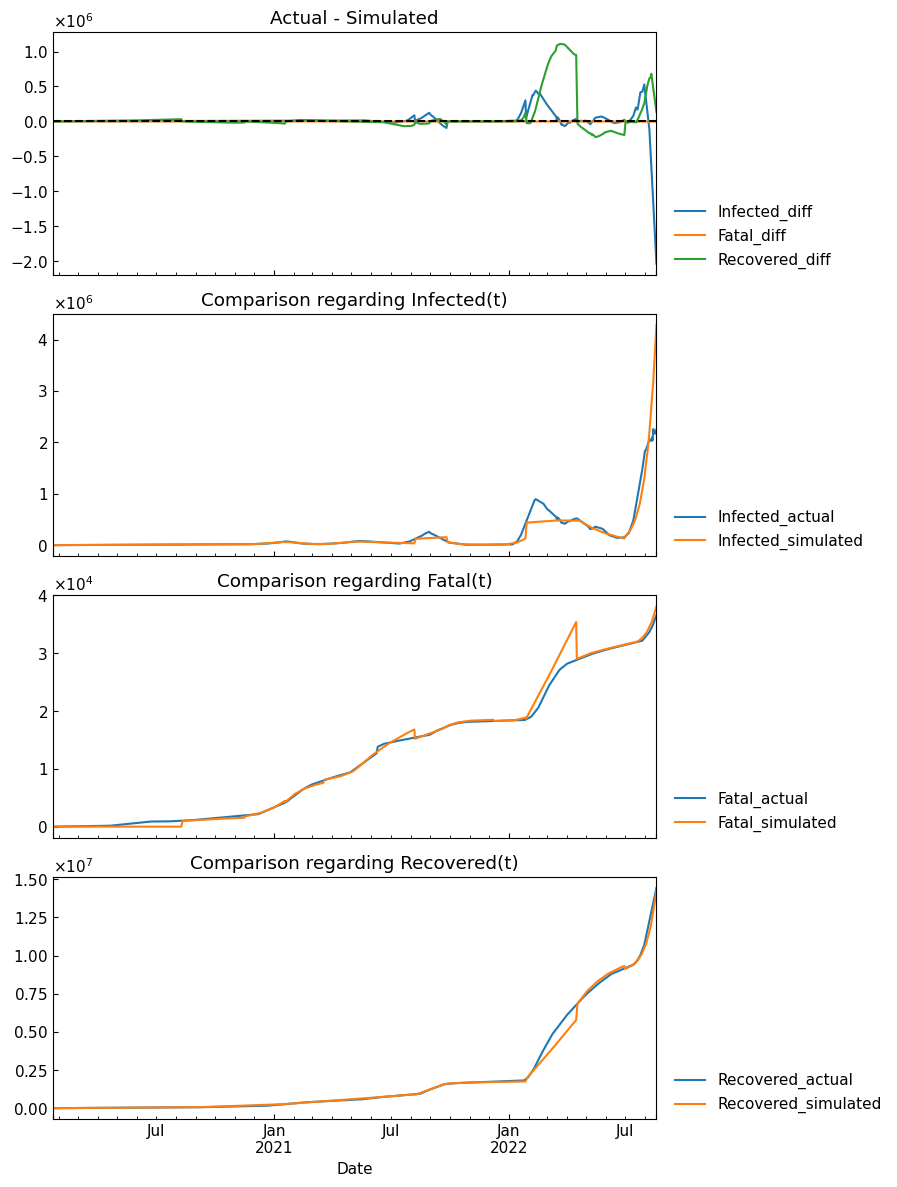 Actual - Simulated
×10⁶
1.0
0.5
0.0
−0.5
−1.0
−1.5
−2.0
Infected_diff
Fatal_diff
Recovered_diff
Comparison regarding Infected(t)
×10⁶
4
3
2
1
0
Infected_actual
Infected_simulated
Comparison regarding Fatal(t)
×10⁴
4
3
2
1
0
Fatal_actual
Fatal_simulated
Comparison regarding Recovered(t)
×10⁷
1.50
1.25
1.00
0.75
0.50
0.25
0.00
Recovered_actual
Recovered_simulated
Jul Jan Jul Jan Jul
2021 2022
Date